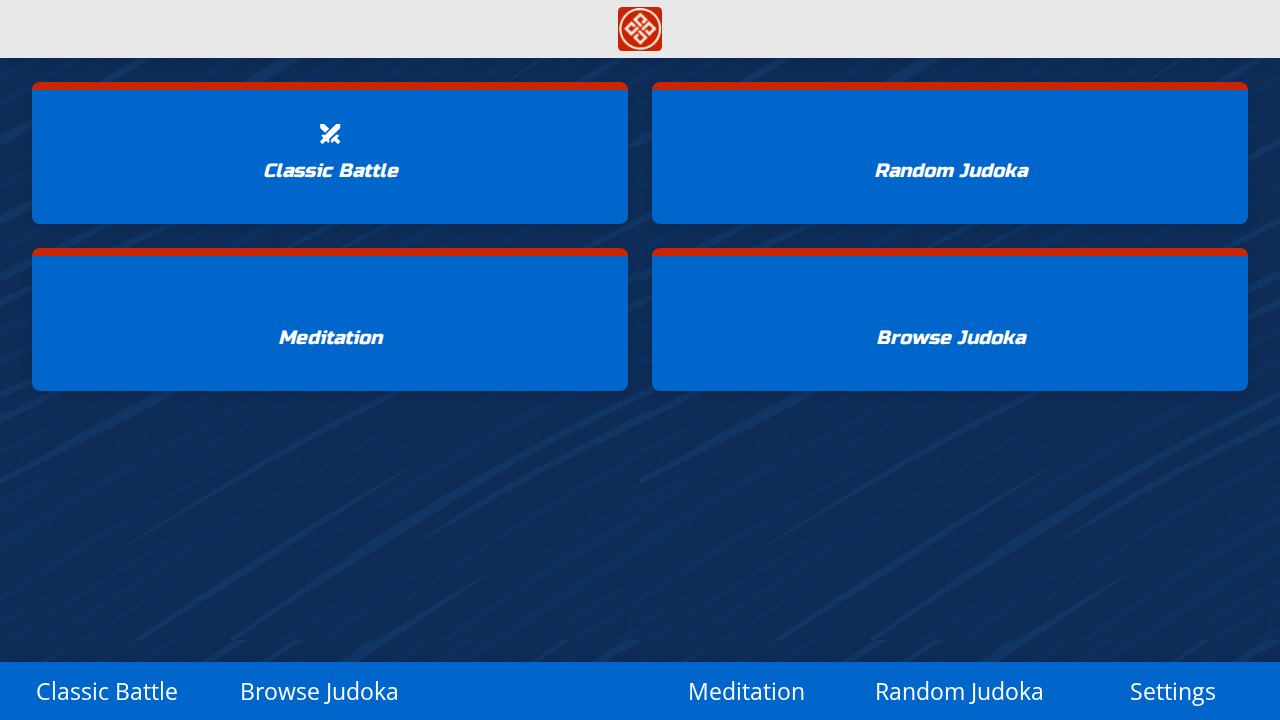 Classic Battle
Random Judoka
Meditation
Browse Judoka
Classic Battle
Browse Judoka
Meditation
Random Judoka
Settings